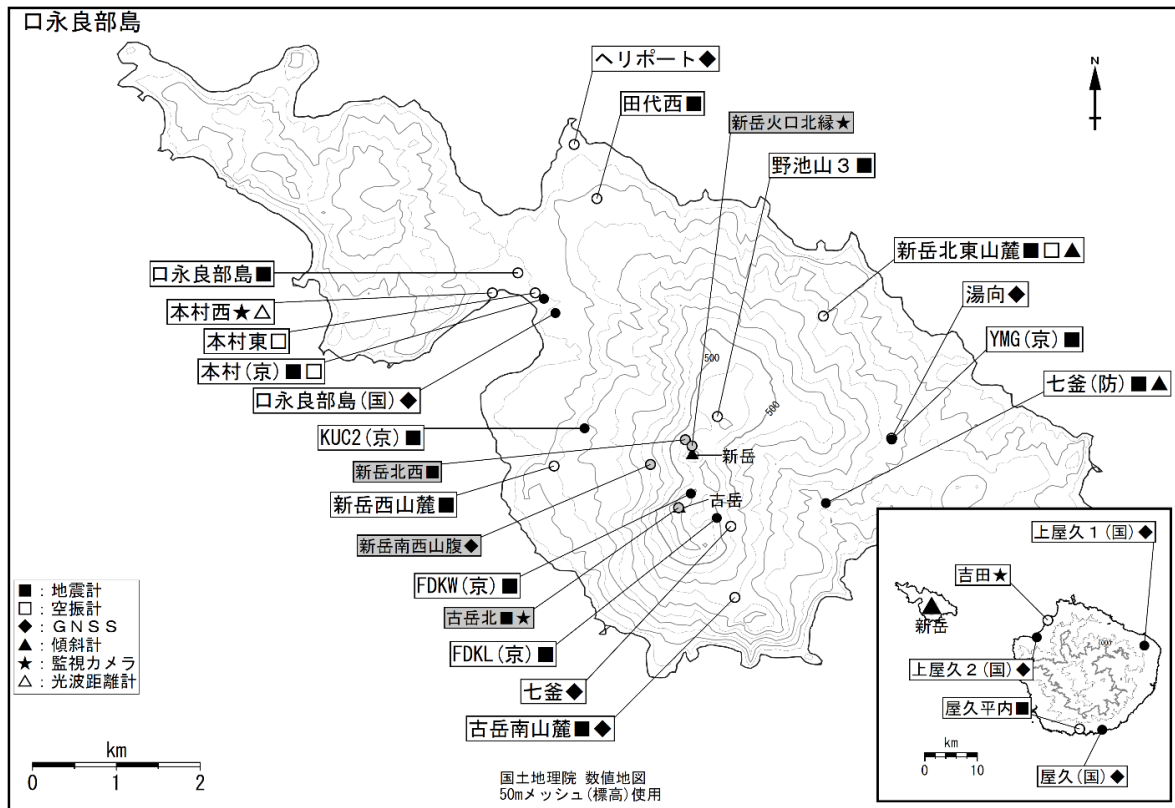 口永良部島
N
ヘリポート◆
田代西■
新岳火口北縁★
野池山３■
新岳北東山麓■□▲
口永良部島■
湯向◆
本村西★△
YMG(京)■
本村東□
500
本村(京)■□
七釜(防)■▲
口永良部島(国)◆
500
KUC2(京)■
新岳
新岳北西■
新岳西山麓■
古岳
新岳南西山腹◆
FDKW(京)■
古岳北■★
FDKL(京)■
七釜◆
古岳南山麓■◆
■：地震計
□：空振計
◆：ＧＮＳＳ
▲：傾斜計
★：監視カメラ
△：光波距離計
km
0 1 2
国土地理院 数値地図
50mメッシュ(標高)使用
上屋久１(国)◆
吉田★
新岳
上屋久２(国)◆
屋久平内■
km
0 10
屋久(国)◆